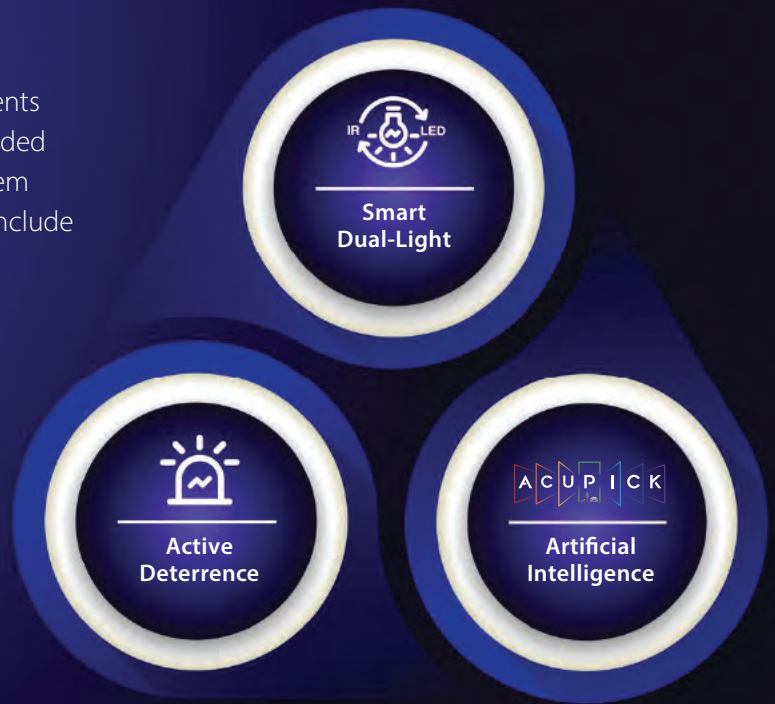 ents
ded
em
nclude
IR LED
Smart
Dual-Light
Active
Deterrence
ACUPICK
Artificial
Intelligence